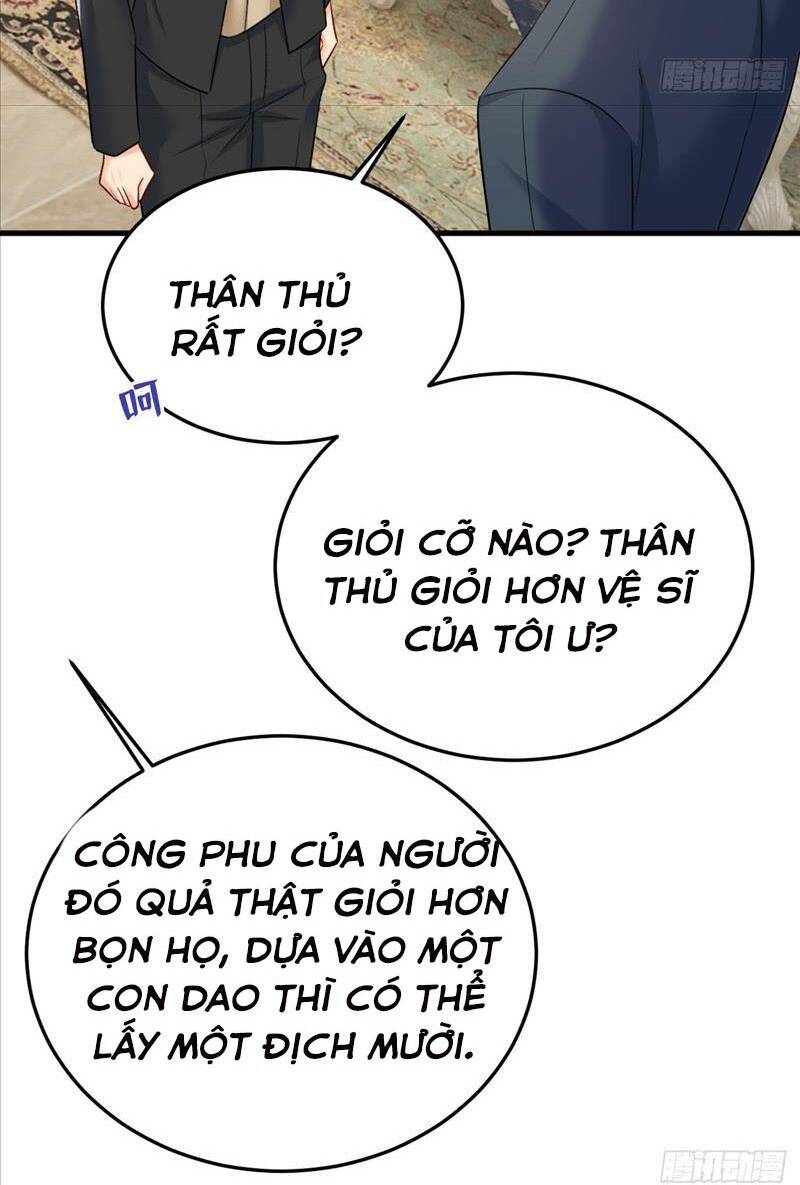 腾讯动漫
THÂN THỦ
RẤT GIỎI?
呵
GIỎI CỠ NÀO? THÂN
THỦ GIỎI HƠN VỆ SĨ
CỦA TÔI Ư?
CÔNG PHU CỦA NGƯỜI
ĐÓ QUẢ THẬT GIỎI HƠN
BỌN HỌ, DỰA VÀO MỘT
CON DAO THÌ CÓ THỂ
LẤY MỘT ĐỊCH MƯỜI.
腾讯动漫